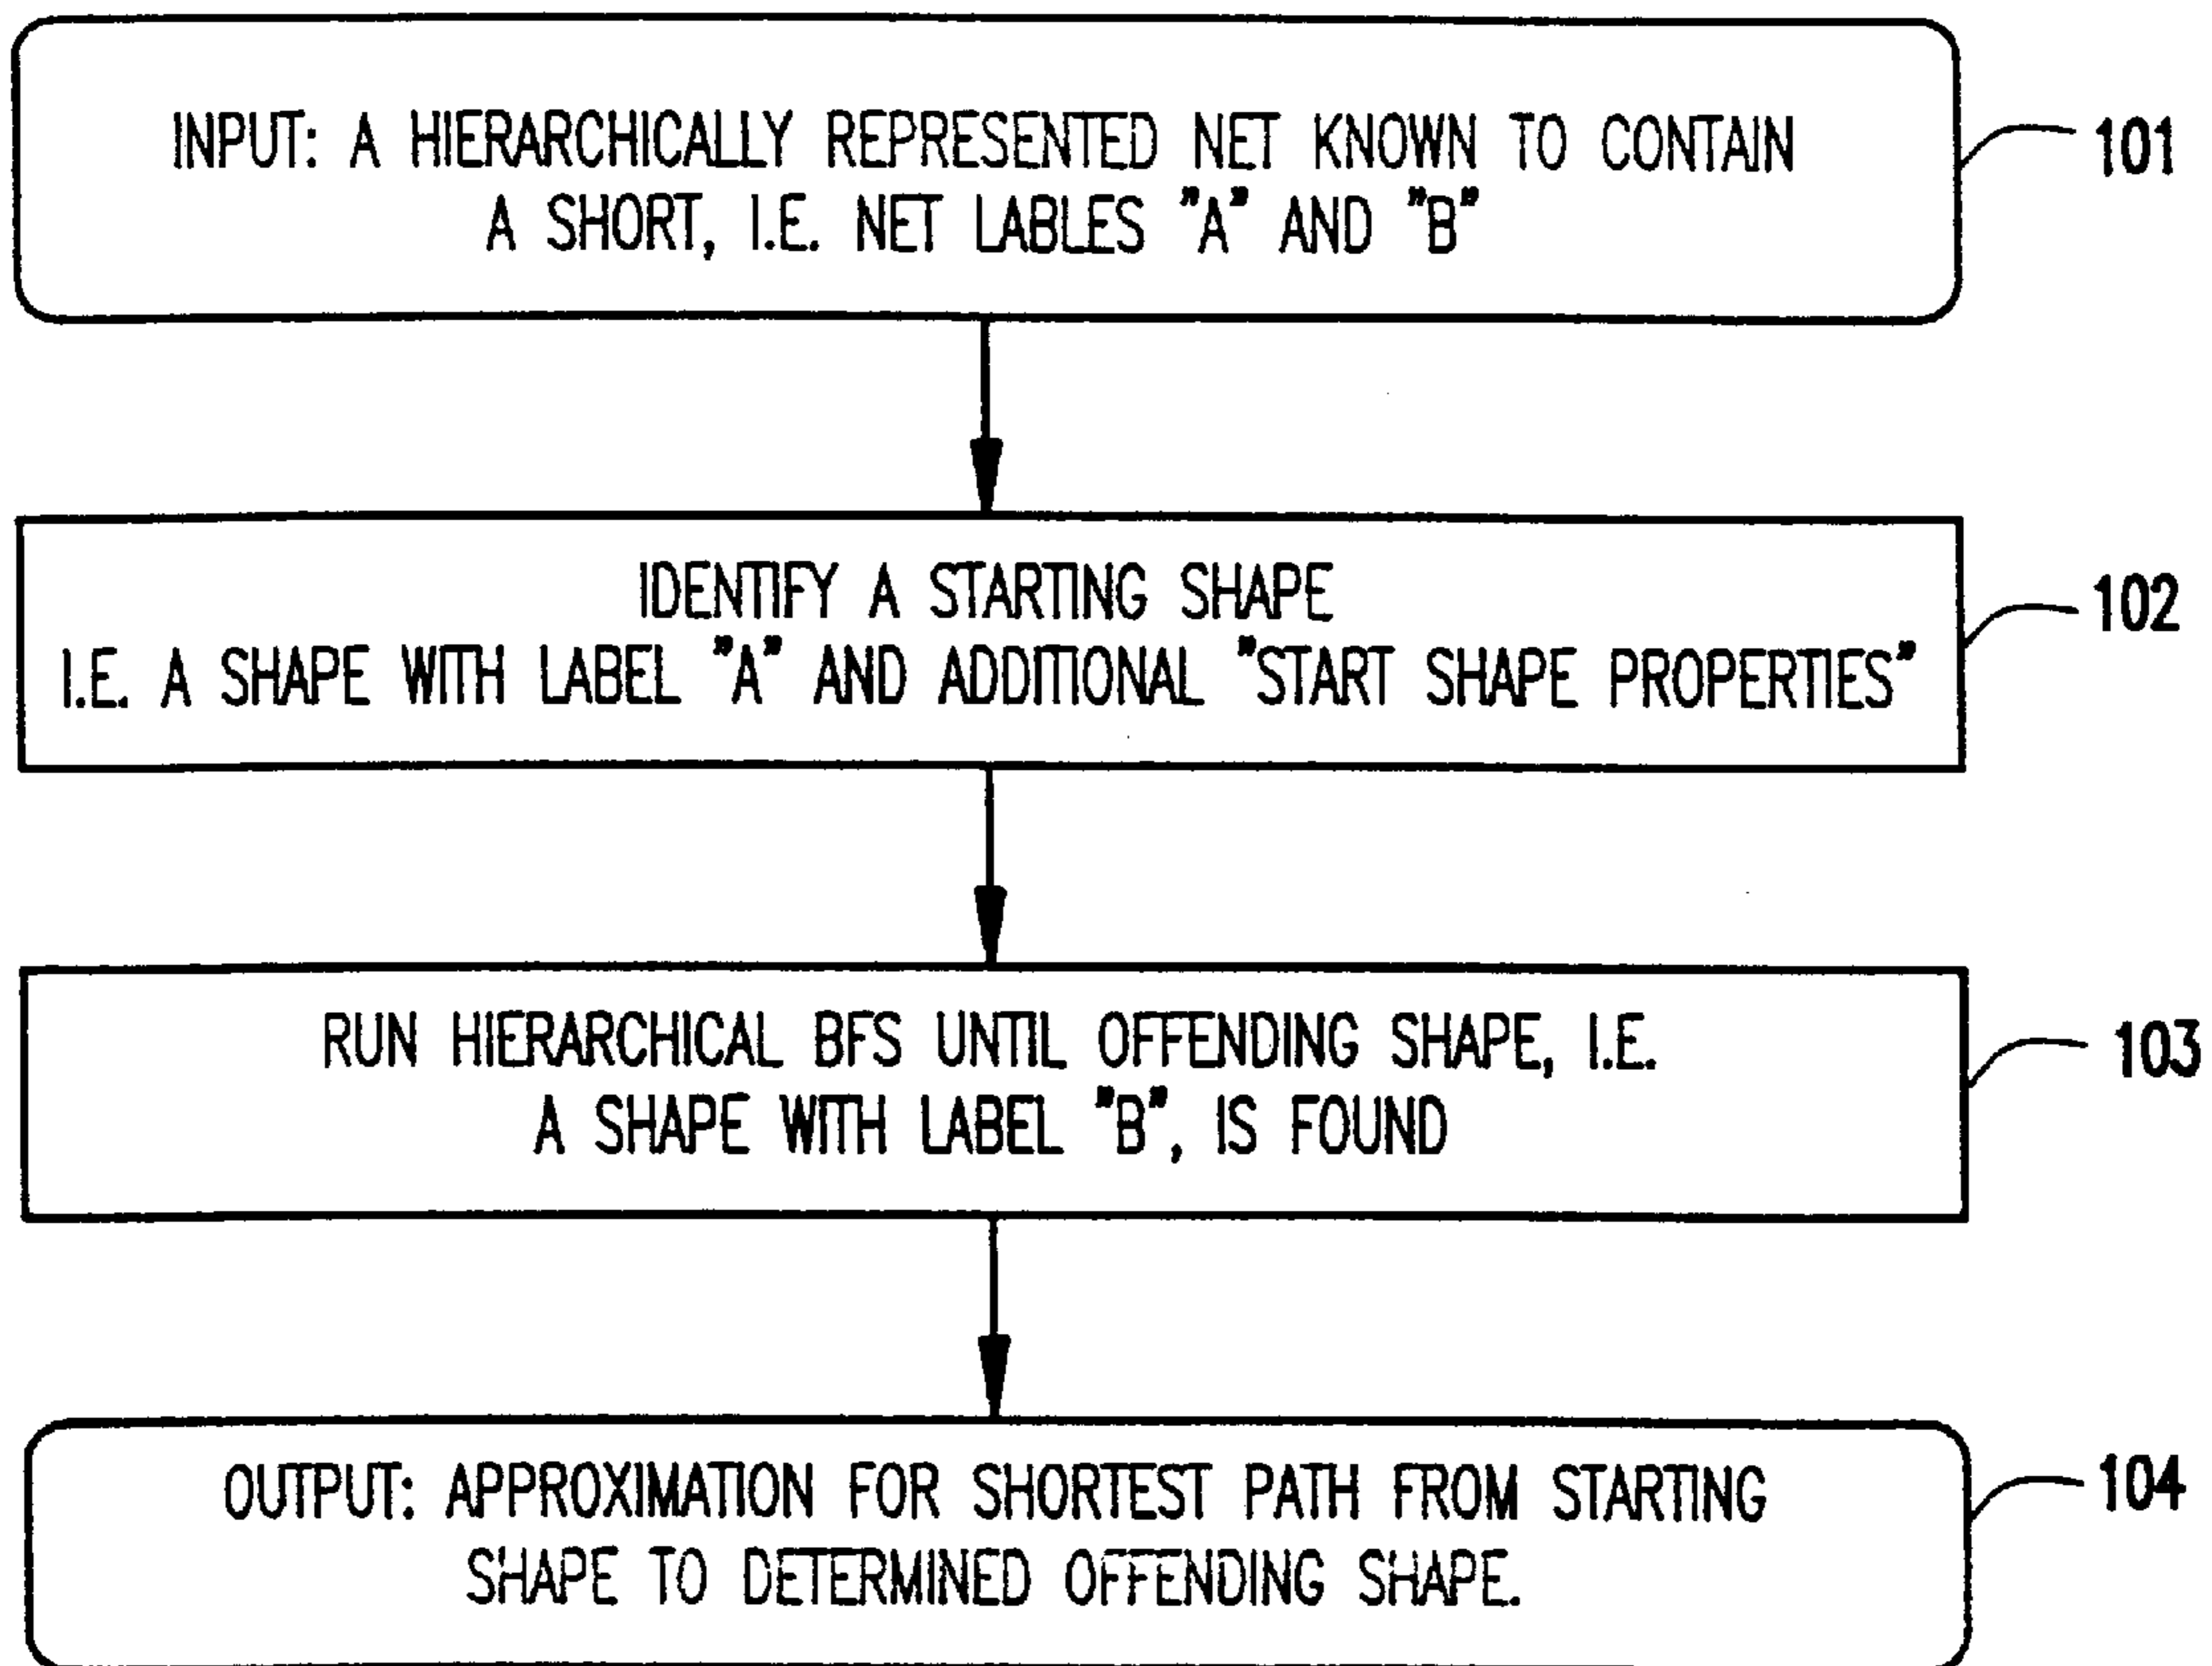 INPUT: A HIERARCHICALLY REPRESENTED NET KNOWN TO CONTAIN
A SHORT, I.E. NET LABLES "A" AND "B"
101
IDENTIFY A STARTING SHAPE
I.E. A SHAPE WITH LABEL "A" AND ADDITIONAL "START SHAPE PROPERTIES"
102
RUN HIERARCHICAL BFS UNTIL OFFENDING SHAPE, I.E.
A SHAPE WITH LABEL "B", IS FOUND
103
OUTPUT: APPROXIMATION FOR SHORTEST PATH FROM STARTING
SHAPE TO DETERMINED OFFENDING SHAPE.
104